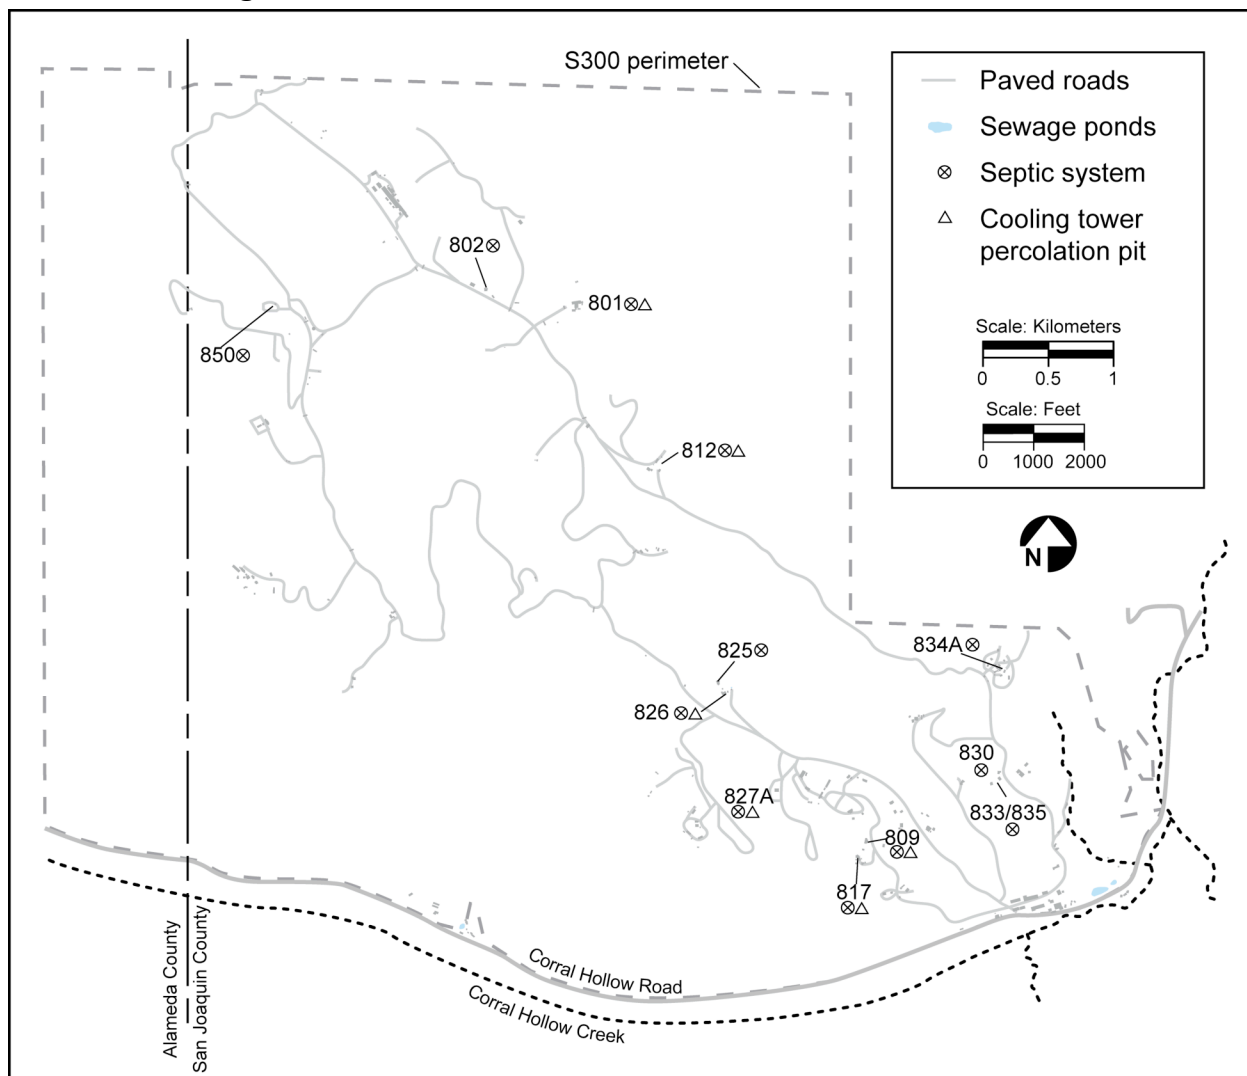 S300 perimeter
Paved roads
Sewage ponds
Septic system
Cooling tower
percolation pit
Scale: Kilometers
0 0.5 1
Scale: Feet
0 1000 2000
N
802
801
850
812
825
834A
826
830
827A
833/835
809
817
Corral Hollow Road
Corral Hollow Creek
Alameda County
San Joaquin County